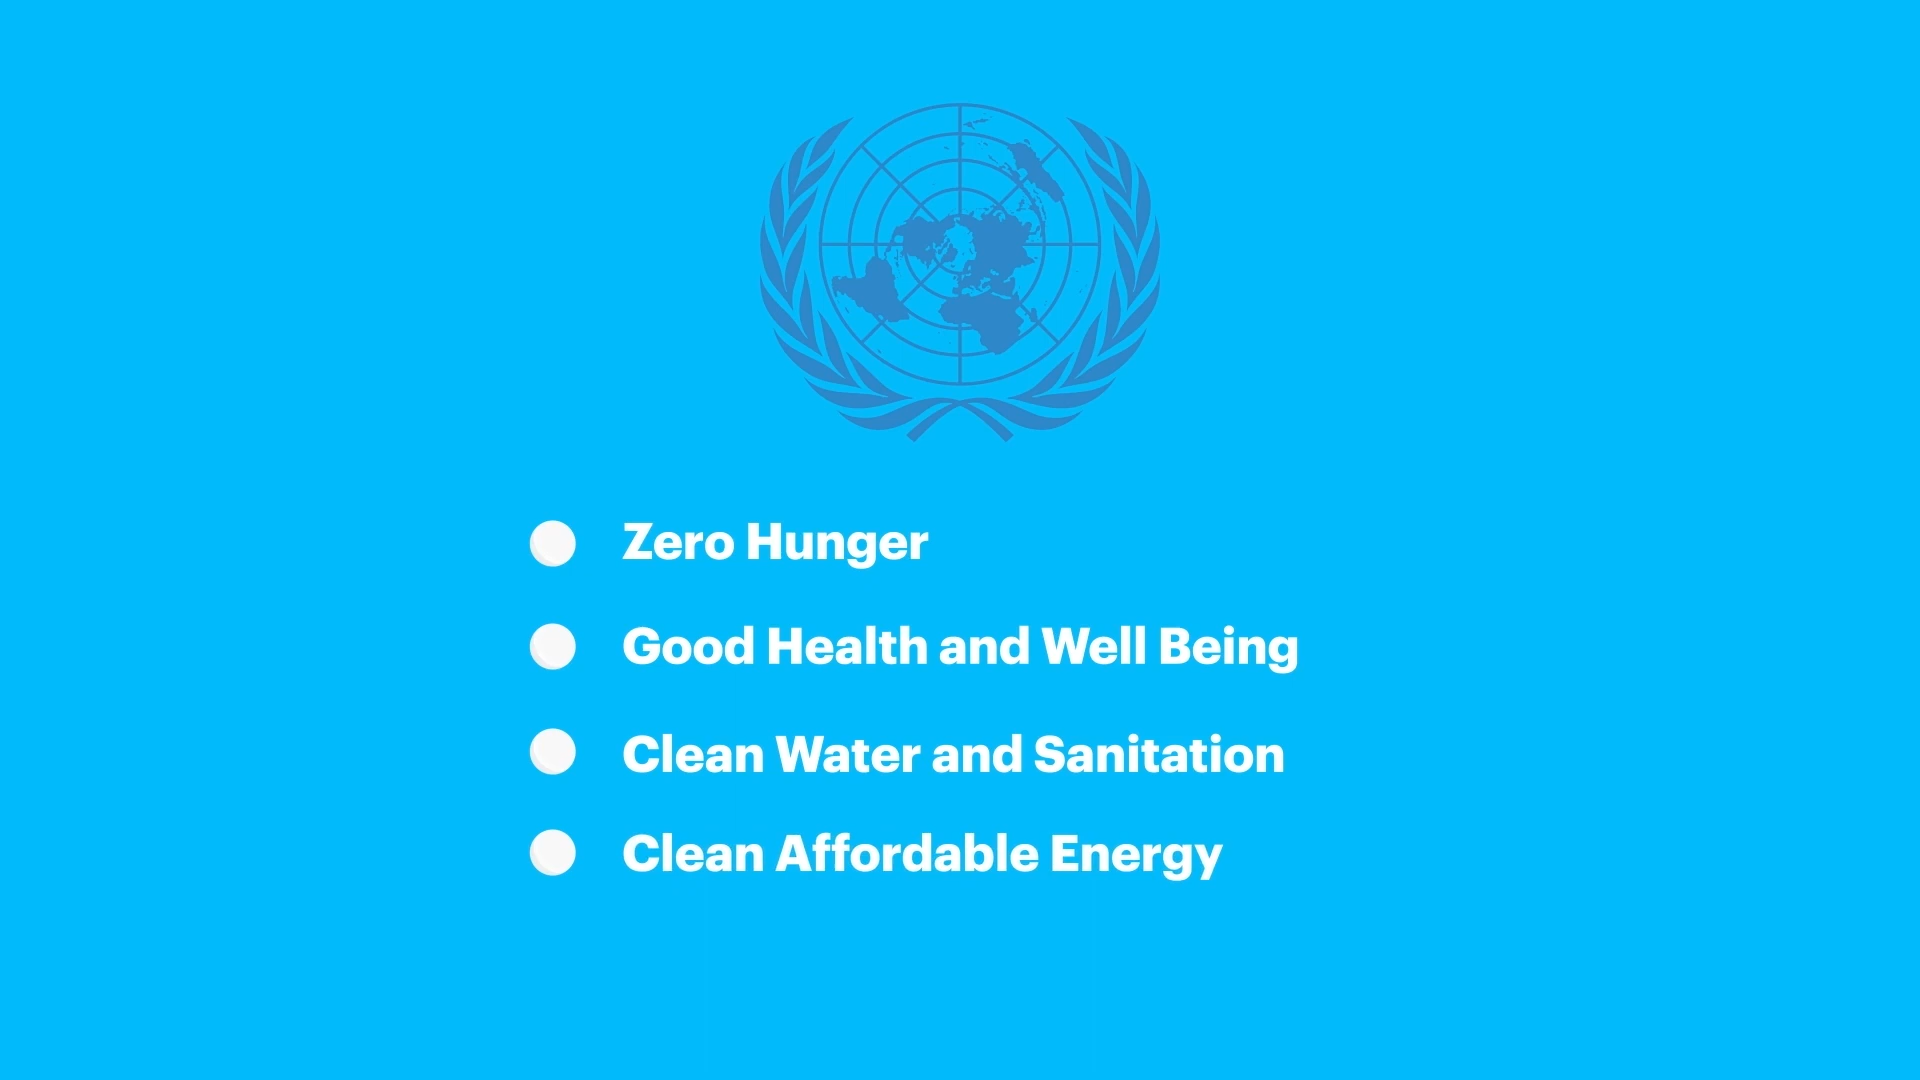 Zero Hunger
Good Health and Well Being
Clean Water and Sanitation
Clean Affordable Energy